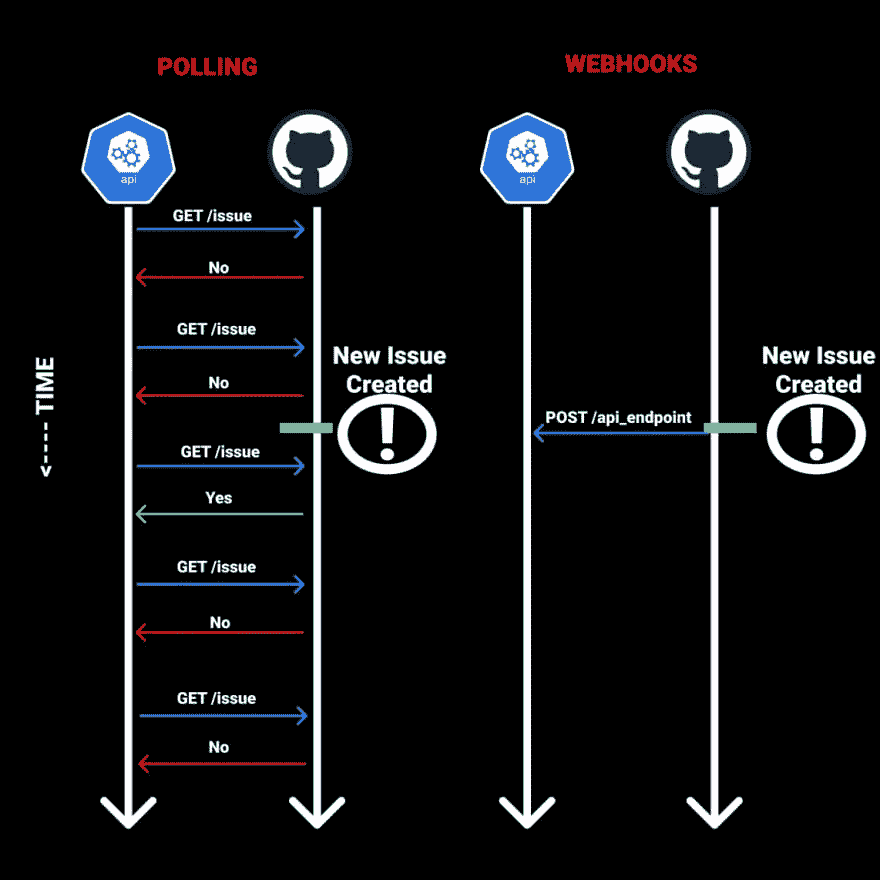 POLLING
WEBHOOKS
api
api
GET /issue
No
GET /issue
New Issue
Created
New Issue
Created
No
<---- TIME
POST /api_endpoint
GET /issue
Yes
GET /issue
No
GET /issue
No